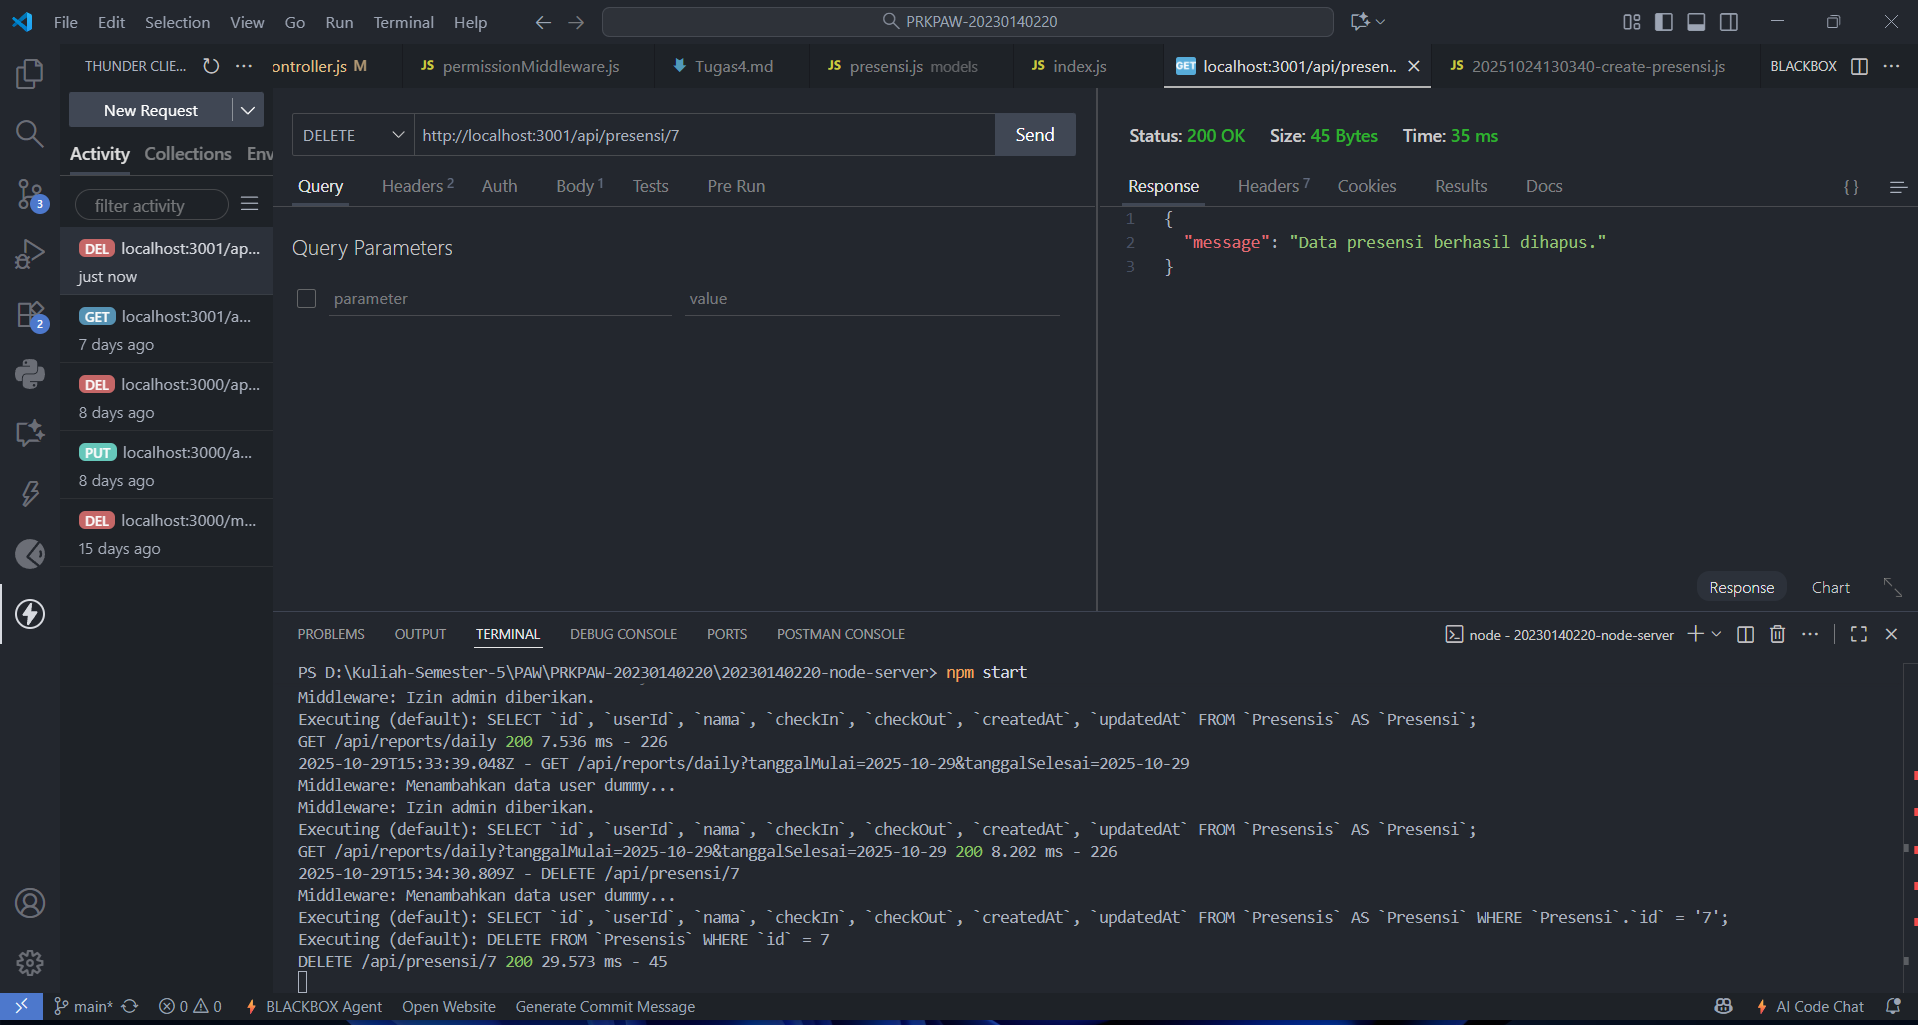 File Edit Selection View Go Run Terminal Help
PRKPAW-20230140220
THUNDER CLIE...
ontroller.js M
JS permissionMiddleware.js
Tugas4.md
JS presensi.js models
JS index.js
GET localhost:3001/api/presen..
JS 20251024130340-create-presensi.js
BLACKBOX
New Request
Activity Collections Env
filter activity
DEL localhost:3001/ap...
just now
GET localhost:3001/a...
7 days ago
DEL localhost:3000/ap...
8 days ago
PUT localhost:3000/a...
8 days ago
DEL localhost:3000/m...
15 days ago
3
2
DELETE http://localhost:3001/api/presensi/7 Send
Query Headers 2 Auth Body 1 Tests Pre Run
Query Parameters
parameter value
Status: 200 OK Size: 45 Bytes Time: 35 ms
Response Headers 7 Cookies Results Docs { }
1 {
2 "message": "Data presensi berhasil dihapus."
3 }
Response Chart
PROBLEMS OUTPUT TERMINAL DEBUG CONSOLE PORTS POSTMAN CONSOLE
node - 20230140220-node-server
PS D:\Kuliah-Semester-5\PAW\PRKPAW-20230140220\20230140220-node-server> npm start
Middleware: Izin admin diberikan.
Executing (default): SELECT `id`, `userId`, `nama`, `checkIn`, `checkOut`, `createdAt`, `updatedAt` FROM `Presensis` AS `Presensi`;
GET /api/reports/daily 200 7.536 ms - 226
2025-10-29T15:33:39.048Z - GET /api/reports/daily?tanggalMulai=2025-10-29&tanggalSelesai=2025-10-29
Middleware: Menambahkan data user dummy...
Middleware: Izin admin diberikan.
Executing (default): SELECT `id`, `userId`, `nama`, `checkIn`, `checkOut`, `createdAt`, `updatedAt` FROM `Presensis` AS `Presensi`;
GET /api/reports/daily?tanggalMulai=2025-10-29&tanggalSelesai=2025-10-29 200 8.202 ms - 226
2025-10-29T15:34:30.809Z - DELETE /api/presensi/7
Middleware: Menambahkan data user dummy...
Executing (default): SELECT `id`, `userId`, `nama`, `checkIn`, `checkOut`, `createdAt`, `updatedAt` FROM `Presensis` AS `Presensi` WHERE `Presensi`.`id` = '7';
Executing (default): DELETE FROM `Presensis` WHERE `id` = 7
DELETE /api/presensi/7 200 29.573 ms - 45
main* 0 0 BLACKBOX Agent Open Website Generate Commit Message AI Code Chat